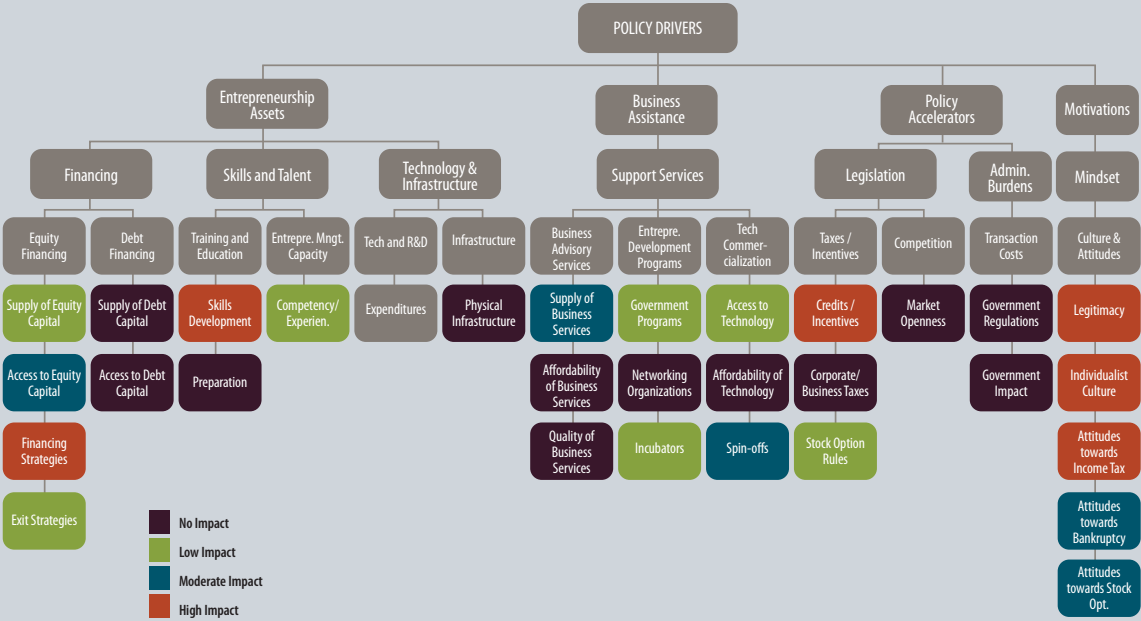 POLICY DRIVERS
Entrepreneurship
Assets
Business
Assistance
Policy
Accelerators
Motivations
Financing
Skills and Talent
Technology &
Infrastructure
Support Services
Legislation
Admin.
Burdens
Mindset
Equity
Financing
Debt
Financing
Training and
Education
Entrepre. Mngt.
Capacity
Tech and R&D
Infrastructure
Business
Advisory
Services
Entrepre.
Development
Programs
Tech
Commer-
cialization
Taxes /
Incentives
Competition
Transaction
Costs
Culture &
Attitudes
Supply of Equity
Capital
Supply of Debt
Capital
Skills
Development
Competency/
Experien.
Expenditures
Physical
Infrastructure
Supply of
Business
Services
Government
Programs
Access to
Technology
Credits /
Incentives
Market
Openness
Government
Regulations
Legitimacy
Access to Equity
Capital
Access to Debt
Capital
Preparation
Affordability
of Business
Services
Networking
Organizations
Affordability of
Technology
Corporate/
Business Taxes
Government
Impact
Individualist
Culture
Financing
Strategies
Quality of
Business
Services
Incubators
Spin-offs
Stock Option
Rules
Attitudes
towards
Income Tax
Exit Strategies
Attitudes
towards
Bankruptcy
Attitudes
towards Stock
Opt.
No Impact
Low Impact
Moderate Impact
High Impact